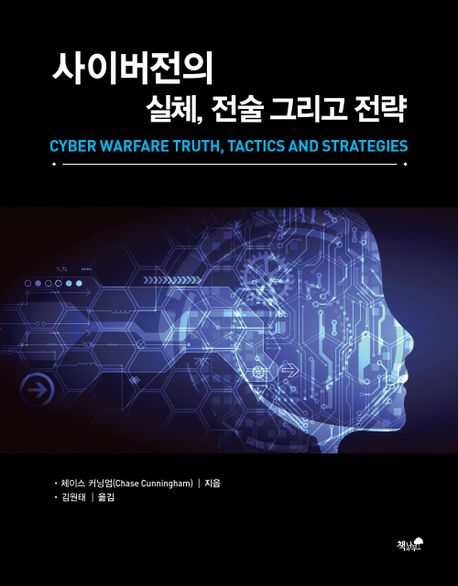 사이버전의
실체, 전술 그리고 전략
CYBER WARFARE TRUTH, TACTICS AND STRATEGIES
• 체이스 커닝엄(Chase Cunningham) | 지음
• 김원태 | 옮김